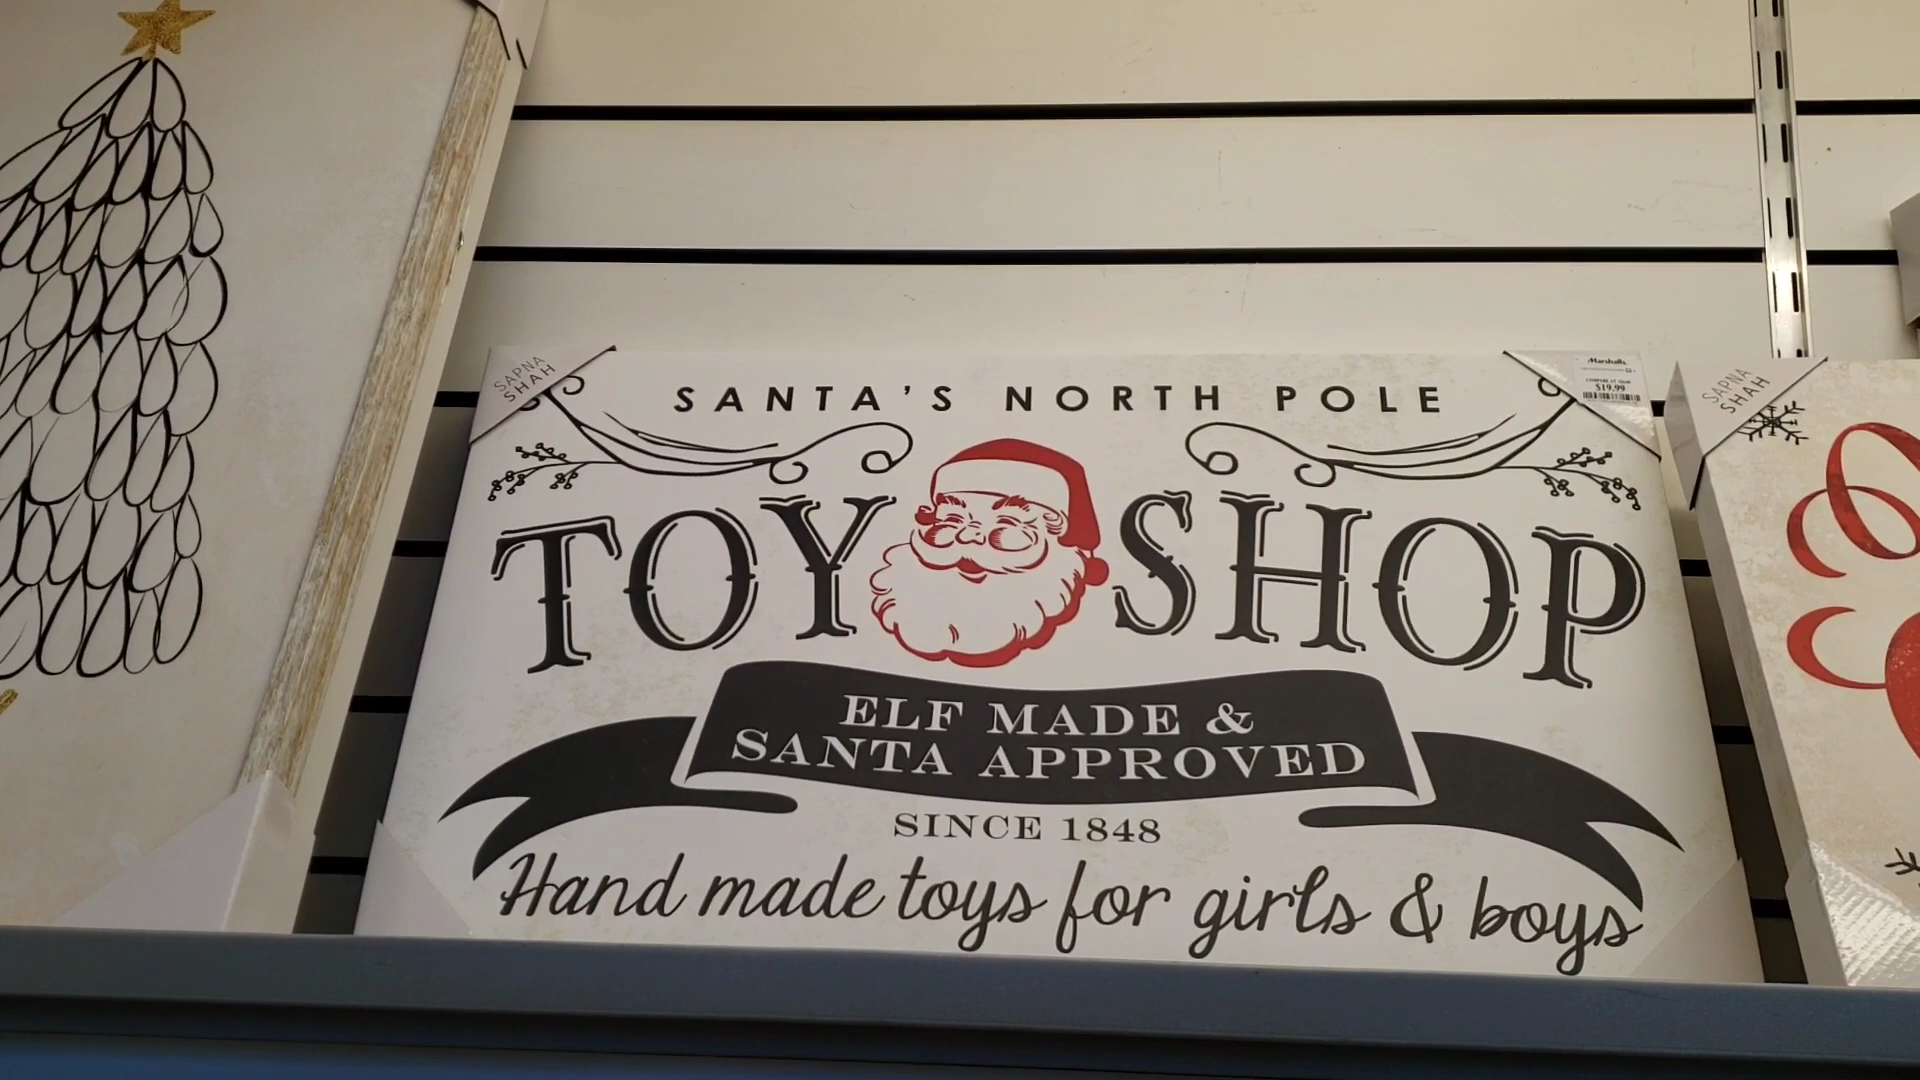 SAPNA
SHAH
Marshalls
$19.99
SAPNA
SHAH
SANTA'S NORTH POLE
TOY SHOP
ELF MADE &
SANTA APPROVED
SINCE 1848
Hand made toys for girls & boys